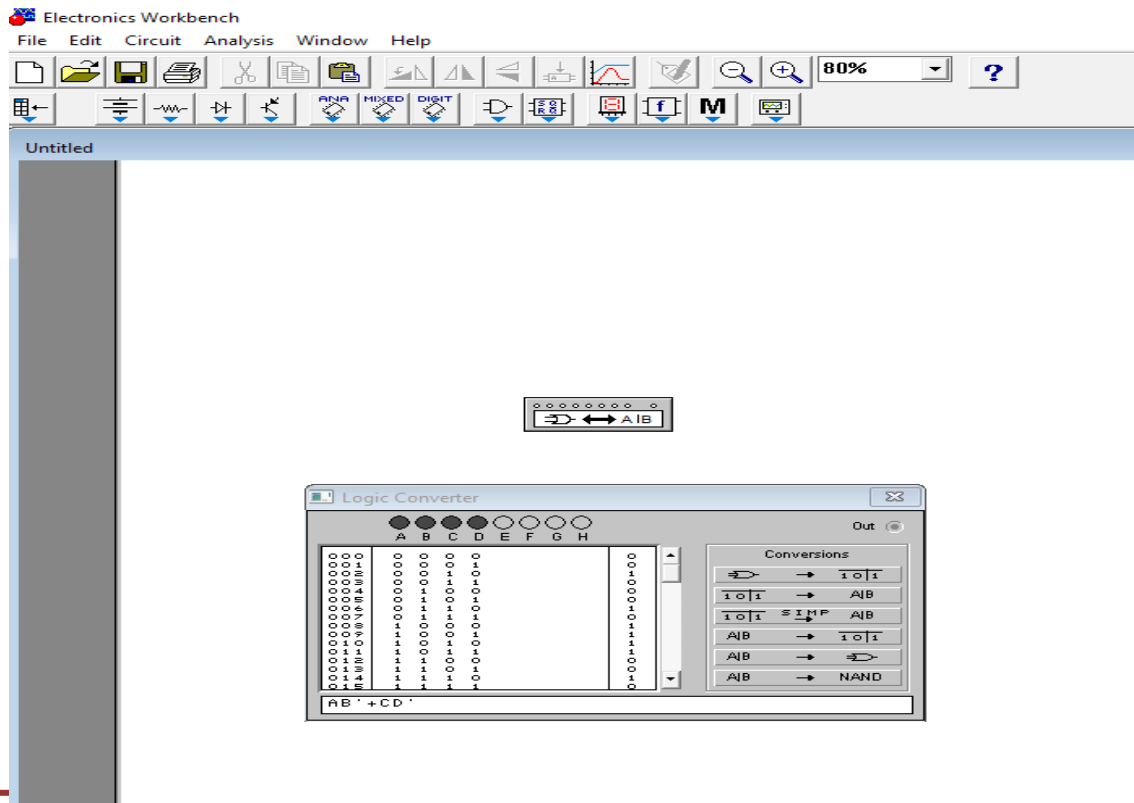 Electronics Workbench
File Edit Circuit Analysis Window Help
80% ?
ANA MIXED DIGIT
f M
Untitled
A|B
Logic Converter
Out
A B C D E F G H
Conversions
000 0 0 0 0 0
001 0 0 0 1 0
002 0 0 1 0 1
003 0 0 1 1 0
004 0 1 0 0 0
005 0 1 0 1 0
006 0 1 1 0 1
007 0 1 1 1 0
008 1 0 0 0 1
009 1 0 0 1 1
010 1 0 1 0 1
011 1 0 1 1 1
012 1 1 0 0 0
013 1 1 0 1 0
014 1 1 1 0 1
015 1 1 1 1 0
→ 1 0 1
1 0 1 → A|B
1 0 1 SIMP → A|B
A|B → 1 0 1
A|B →
A|B → NAND
AB'+CD'